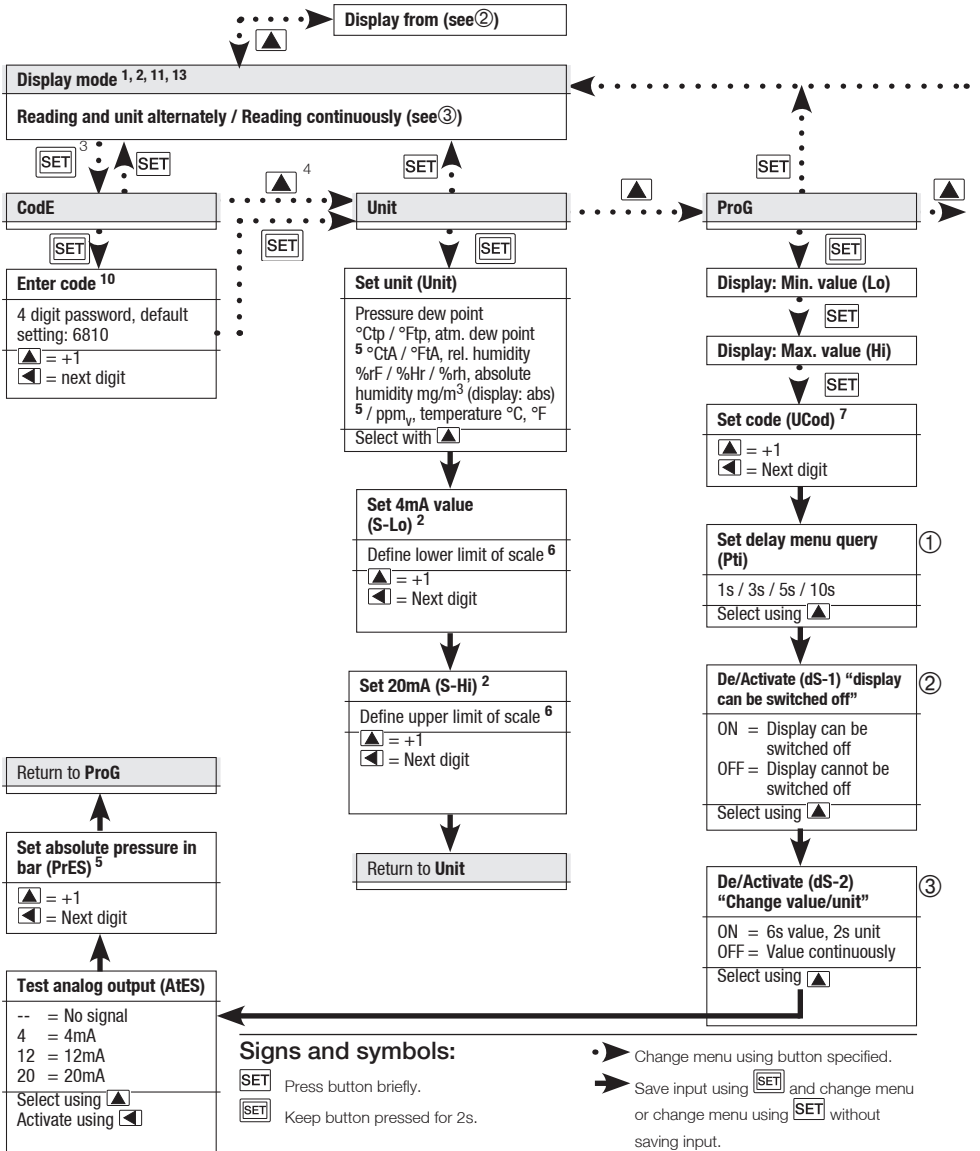 Display from (see②)
Display mode 1, 2, 11, 13
Reading and unit alternately / Reading continuously (see③)
SET 3
SET
SET
SET
CodE
4
Unit
ProG
SET
SET
SET
SET
Enter code 10
4 digit password, default
setting: 6810
▲ = +1
◀ = next digit
Set unit (Unit)
Pressure dew point
°Ctp / °Ftp, atm. dew point
5 °CtA / °FtA, rel. humidity
%rF / %Hr / %rh, absolute
humidity mg/m3 (display: abs)
5 / ppmv, temperature °C, °F
Select with ▲
Set 4mA value
(S-Lo) 2
Define lower limit of scale 6
▲ = +1
◀ = Next digit
Set 20mA (S-Hi) 2
Define upper limit of scale 6
▲ = +1
◀ = Next digit
Return to Unit
Display: Min. value (Lo)
SET
Display: Max. value (Hi)
SET
Set code (UCod) 7
▲ = +1
◀ = Next digit
Set delay menu query
(Pti)
①
1s / 3s / 5s / 10s
Select using ▲
De/Activate (dS-1) “display
can be switched off”
②
ON = Display can be
switched off
OFF = Display cannot be
switched off
Select using ▲
De/Activate (dS-2)
“Change value/unit”
③
ON = 6s value, 2s unit
OFF = Value continuously
Select using ▲
Return to ProG
Set absolute pressure in
bar (PrES) 5
▲ = +1
◀ = Next digit
Test analog output (AtES)
-- = No signal
4 = 4mA
12 = 12mA
20 = 20mA
Select using ▲
Activate using ◀
Signs and symbols:
SET Press button briefly.
SET Keep button pressed for 2s.
Change menu using button specified.
Save input using SET and change menu
or change menu using SET without
saving input.